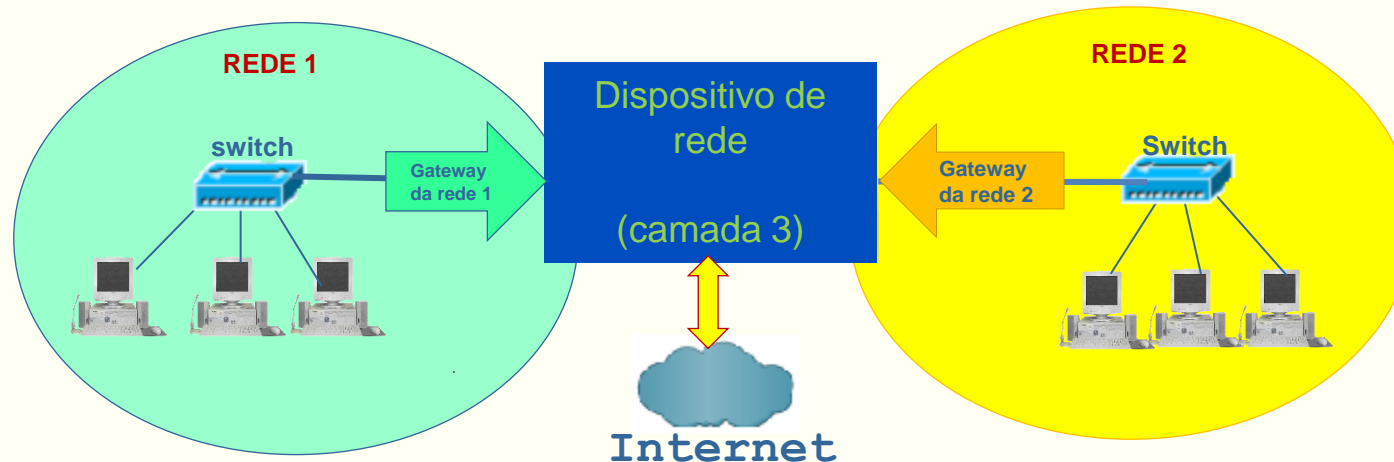 REDE 1
switch
Gateway
da rede 1
Dispositivo de
rede
(camada 3)
REDE 2
Switch
Gateway
da rede 2
Internet